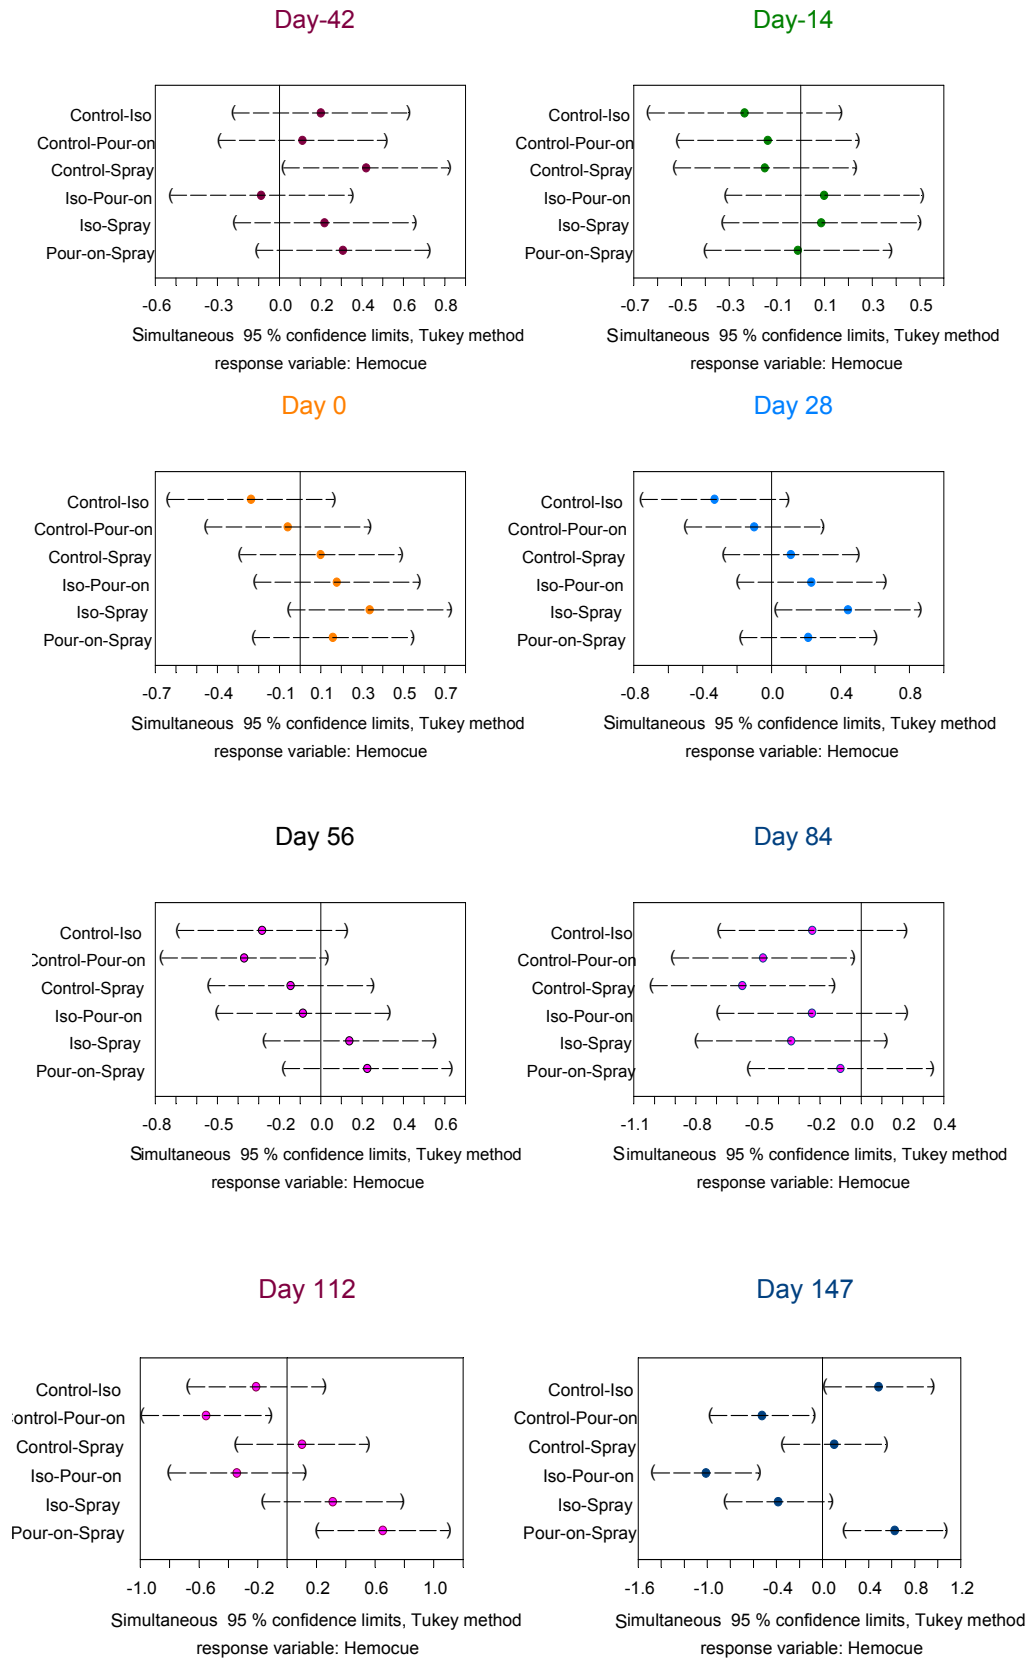 Day-42
Control-Iso
Control-Pour-on
Control-Spray
Iso-Pour-on
Iso-Spray
Pour-on-Spray
-0.6 -0.3 0.0 0.2 0.4 0.6 0.8
Simultaneous 95 % confidence limits, Tukey method
response variable: Hemocue
Day-14
Control-Iso
Control-Pour-on
Control-Spray
Iso-Pour-on
Iso-Spray
Pour-on-Spray
-0.7 -0.5 -0.3 -0.1 0.1 0.3 0.5
Simultaneous 95 % confidence limits, Tukey method
response variable: Hemocue
Day 0
Control-Iso
Control-Pour-on
Control-Spray
Iso-Pour-on
Iso-Spray
Pour-on-Spray
-0.7 -0.4 -0.1 0.1 0.3 0.5 0.7
Simultaneous 95 % confidence limits, Tukey method
response variable: Hemocue
Day 28
Control-Iso
Control-Pour-on
Control-Spray
Iso-Pour-on
Iso-Spray
Pour-on-Spray
-0.8 -0.4 0.0 0.4 0.8
Simultaneous 95 % confidence limits, Tukey method
response variable: Hemocue
Day 56
Control-Iso
Control-Pour-on
Control-Spray
Iso-Pour-on
Iso-Spray
Pour-on-Spray
-0.8 -0.5 -0.2 0.0 0.2 0.4 0.6
Simultaneous 95 % confidence limits, Tukey method
response variable: Hemocue
Day 84
Control-Iso
Control-Pour-on
Control-Spray
Iso-Pour-on
Iso-Spray
Pour-on-Spray
-1.1 -0.8 -0.5 -0.2 0.0 0.2 0.4
Simultaneous 95 % confidence limits, Tukey method
response variable: Hemocue
Day 112
Control-Iso
ontrol-Pour-on
Control-Spray
Iso-Pour-on
Iso-Spray
Pour-on-Spray
-1.0 -0.6 -0.2 0.2 0.6 1.0
Simultaneous 95 % confidence limits, Tukey method
response variable: Hemocue
Day 147
Control-Iso
Control-Pour-on
Control-Spray
Iso-Pour-on
Iso-Spray
Pour-on-Spray
-1.6 -1.0 -0.4 0.0 0.4 0.8 1.2
Simultaneous 95 % confidence limits, Tukey method
response variable: Hemocue